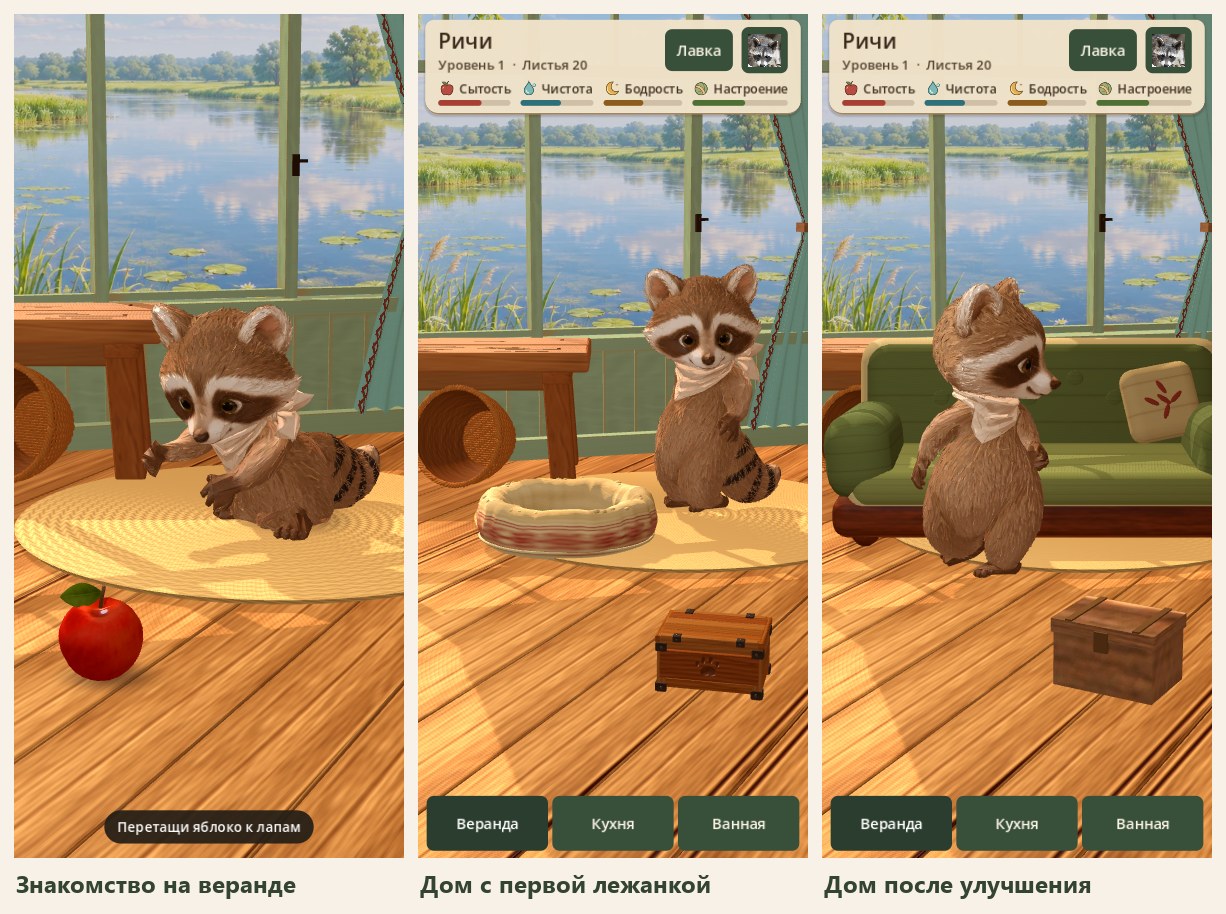 Перетащи яблоко к лапам
Знакомство на веранде
Ричи
Уровень 1 · Листья 20
Лавка
Сытость
Чистота
Бодрость
Настроение
Веранда
Кухня
Ванная
Дом с первой лежанкой
Ричи
Уровень 1 · Листья 20
Лавка
Сытость
Чистота
Бодрость
Настроение
Веранда
Кухня
Ванная
Дом после улучшения